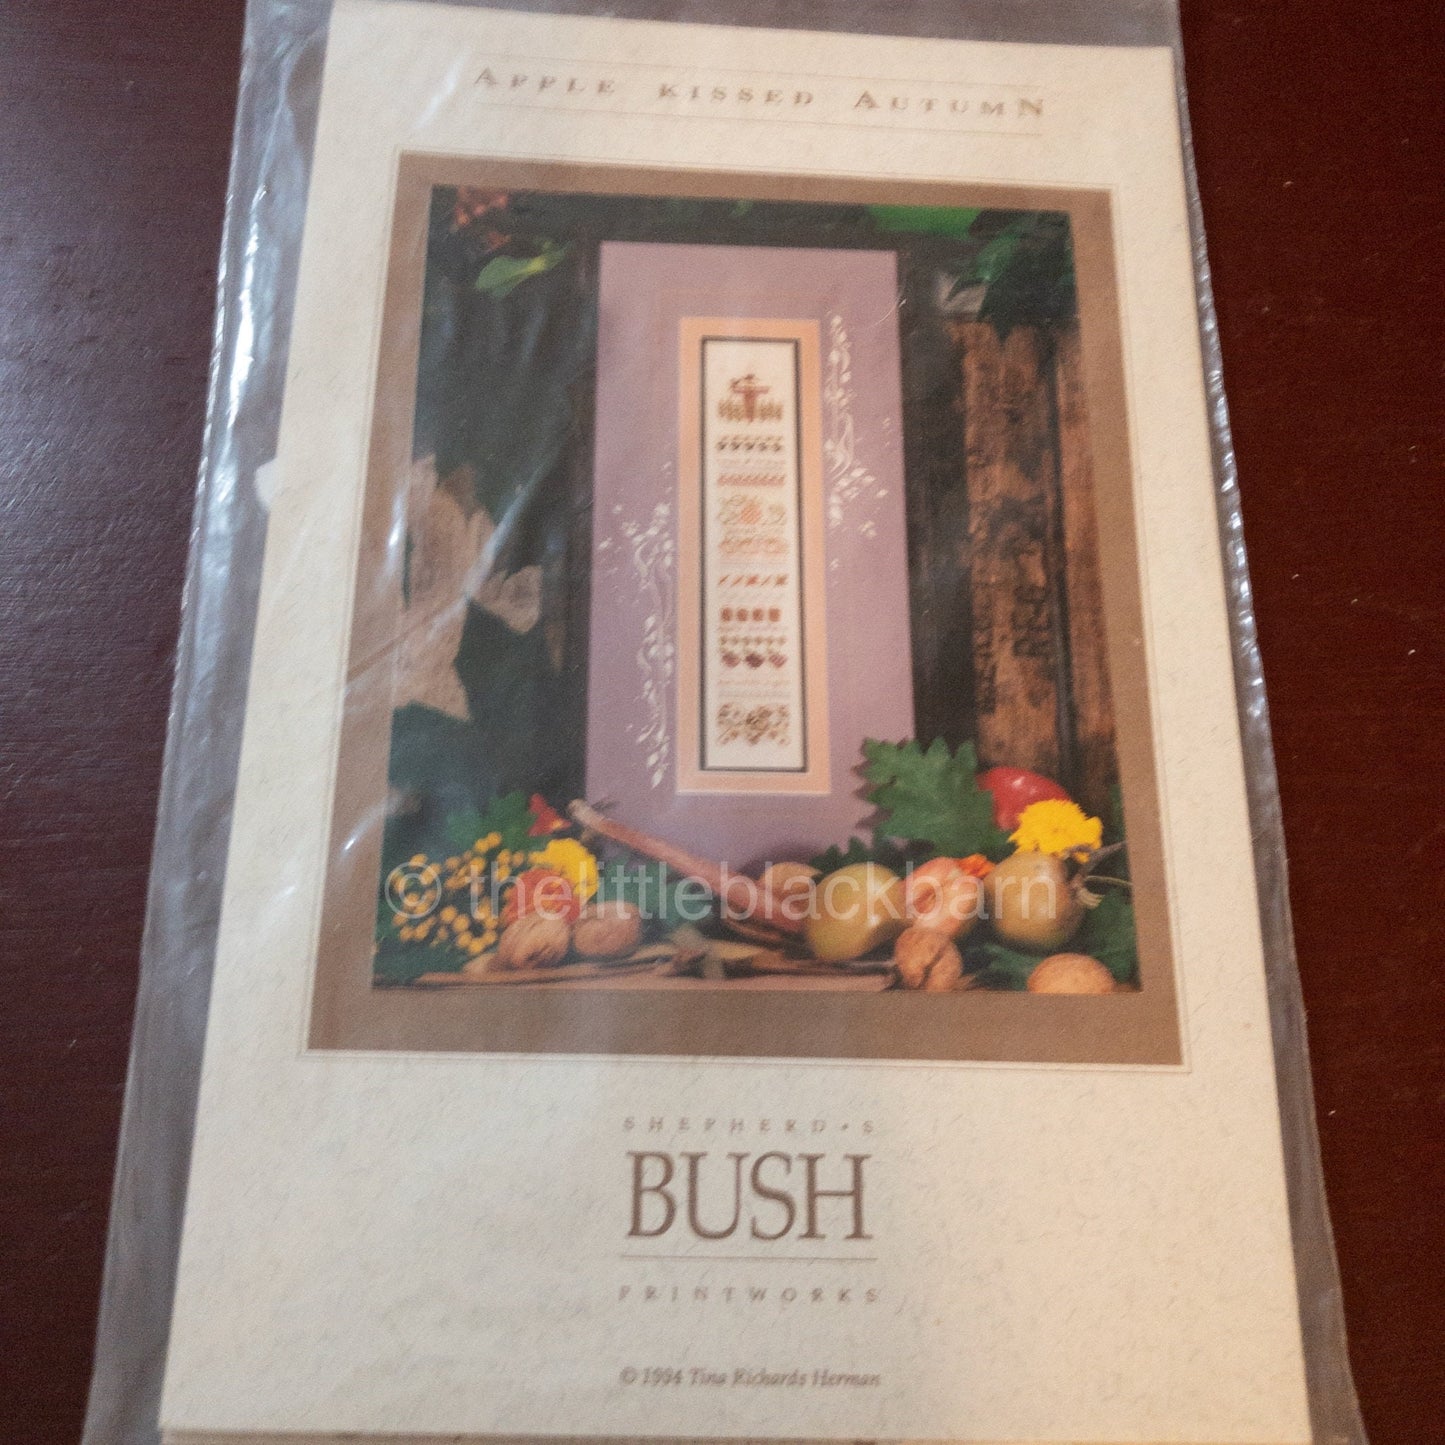 APPLE KISSED AUTUMN
© thelittleblackbarn
SHEPHERD•S
BUSH
PRINTWORKS
© 1994 Tina Richards Herman